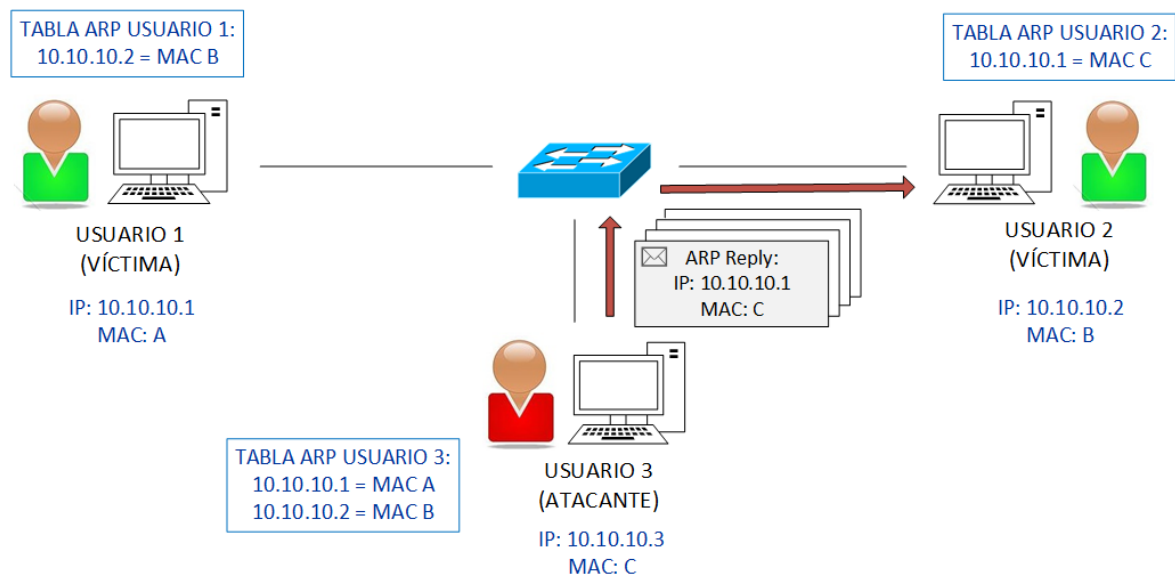 TABLA ARP USUARIO 1:
10.10.10.2 = MAC B
TABLA ARP USUARIO 2:
10.10.10.1 = MAC C
USUARIO 1
(VÍCTIMA)
IP: 10.10.10.1
MAC: A
ARP Reply:
IP: 10.10.10.1
MAC: C
USUARIO 2
(VÍCTIMA)
IP: 10.10.10.2
MAC: B
TABLA ARP USUARIO 3:
10.10.10.1 = MAC A
10.10.10.2 = MAC B
USUARIO 3
(ATACANTE)
IP: 10.10.10.3
MAC: C